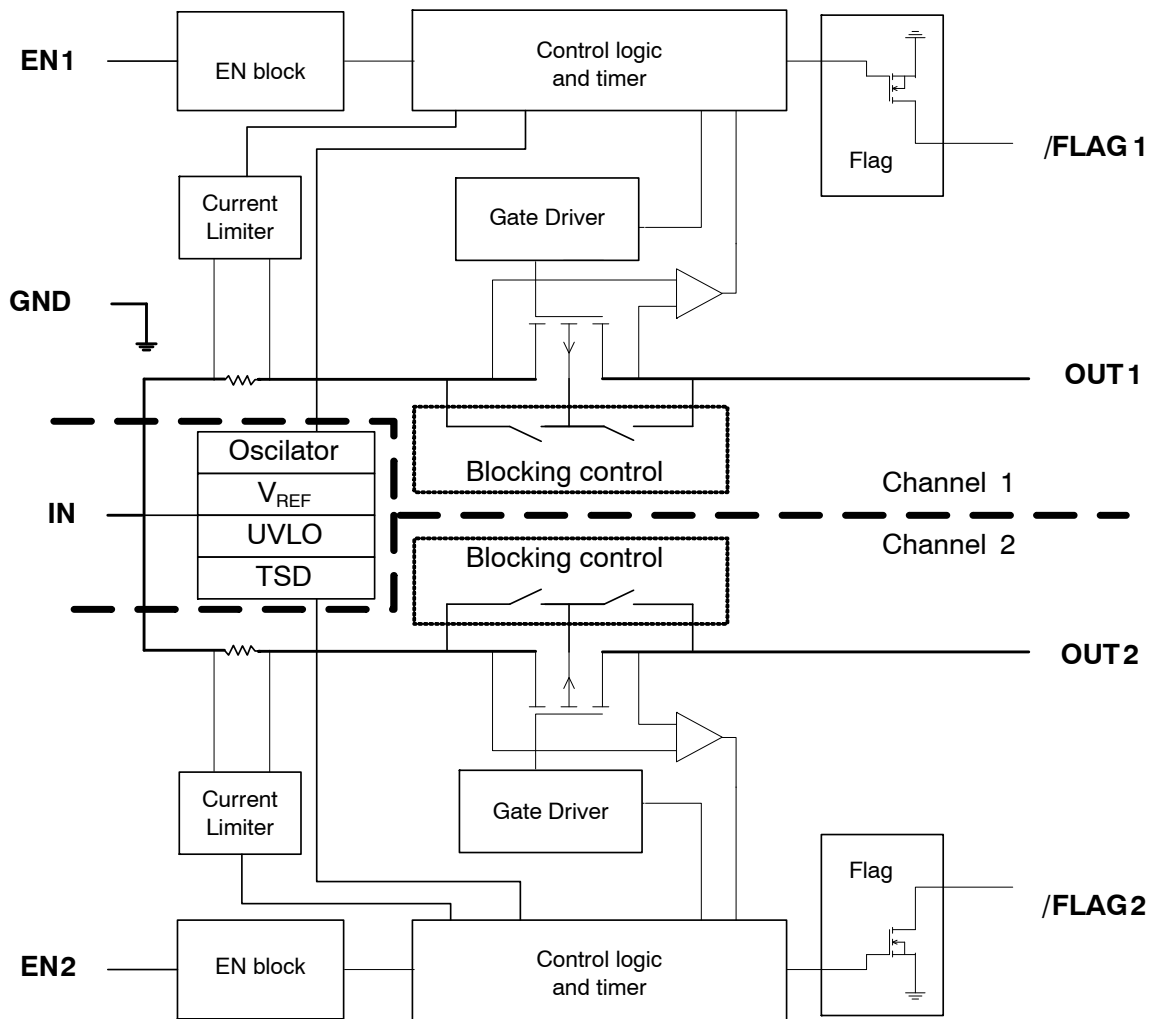 EN1
EN block
Control logic
and timer
Flag
/FLAG1
Current
Limiter
Gate Driver
GND
OUT1
Oscilator
VREF
UVLO
TSD
IN
Blocking control
Channel 1
Channel 2
Blocking control
OUT2
Current
Limiter
Gate Driver
Flag
/FLAG2
EN2
EN block
Control logic
and timer